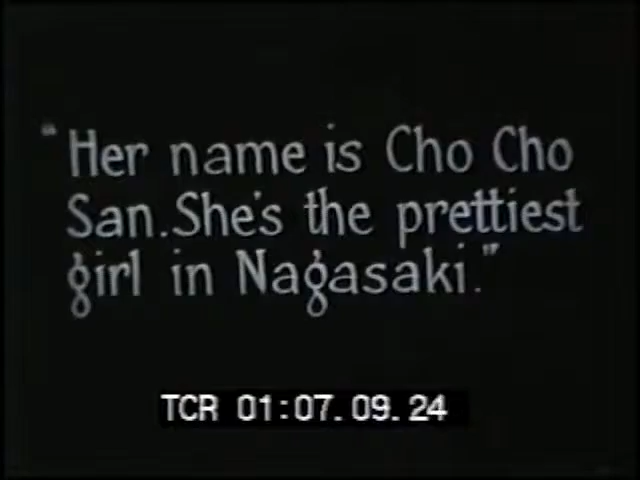 "Her name is Cho Cho
San. She's the prettiest
girl in Nagasaki."
TCR 01:07.09.24